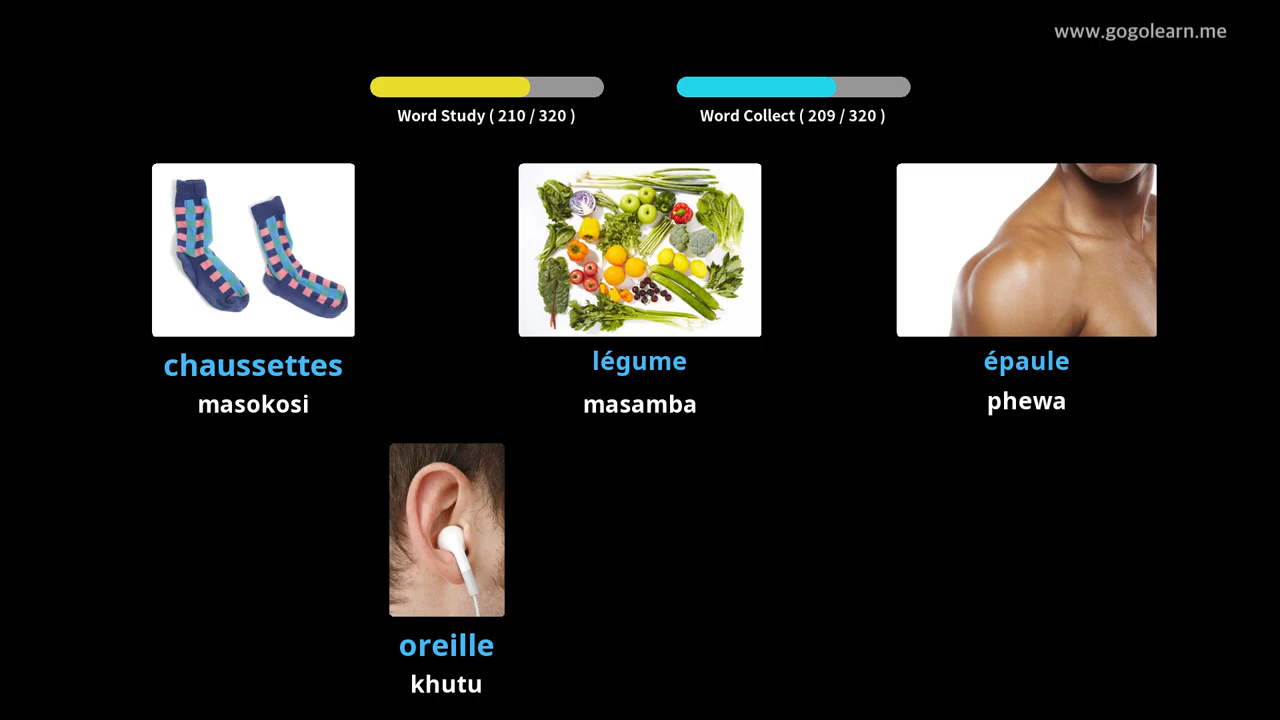 www.gogolearn.me
Word Study ( 210 / 320 )
Word Collect ( 209 / 320 )
chaussettes
masokosi
légume
masamba
épaule
phewa
oreille
khutu